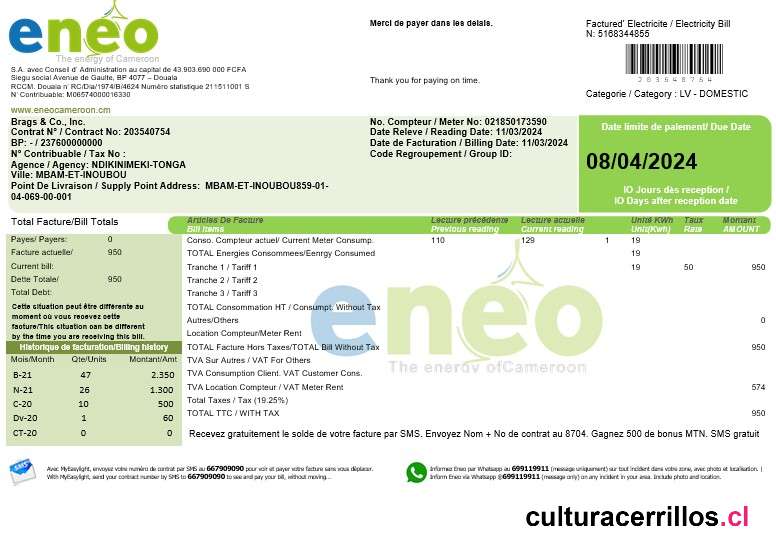 eneo
The energy of Cameroon
S.A. avec Conseil d' Administration au capital de 43.903.690 000 FCFA
Siegu social Avenue de Gaulte, BP 4077 – Douala
RCCM. Douala n' RC/Dia/1974/B/4624 Numéro statistique 211511001 S
N' Contribuable: M06574000016330
www.eneocameroon.cm
Merci de payer dans les délais.
Thank you for paying on time.
Factured' Electricite / Electricity Bill
N: 5168344855
203548764
Categorie / Category : LV - DOMESTIC
Brags & Co., Inc.
Contrat N° / Contract No: 203540754
BP: - / 237600000000
N° Contribuable / Tax No :
Agence / Agency: NDIKINIMEKI-TONGA
Ville: MBAM-ET-INOUBOU
Point De Livraison / Supply Point Address: MBAM-ET-INOUBOU859-01-
04-069-00-001
No. Compteur / Meter No: 021850173590
Date Releve / Reading Date: 11/03/2024
Date de Facturation / Billing Date: 11/03/2024
Code Regroupement / Group ID:
Date limite de palement/ Due Date
08/04/2024
IO Jours dès reception /
IO Days after reception date
Total Facture/Bill Totals
Payes/ Payers: 0
Facture actuelle/ 950
Current bill:
Dette Totale/ 950
Total Debt:
Cette situation peut être différente au
moment où vous recevez cette
facture/This situation can be different
by the time you are receiving this bill.
Historique de facturation/Billing history
Mois/Month Qte/Units Montant/Amt
B-21 47 2.350
N-21 26 1.300
C-20 10 500
Dv-20 1 60
CT-20 0 0
Articles De Facture Lecture précédente Lecture actuelle Unité KWh Taux Montant
Bill Items Previous reading Current reading Unit(Kwh) Rate AMOUNT
Conso. Compteur actuel/ Current Meter Consump. 110 129 1 19
TOTAL Energies Consommees/Eenrgy Consumed 19
Tranche 1 / Tariff 1 19 50 950
Tranche 2 / Tariff 2
Tranche 3 / Tariff 3
TOTAL Consommation HT / Consumpt. Without Tax
Autres/Others 0
Location Compteur/Meter Rent
TOTAL Facture Hors Taxes/TOTAL Bill Without Tax 950
TVA Sur Autres / VAT For Others
TVA Consumption Client. VAT Customer Cons.
TVA Location Compteur / VAT Meter Rent 574
Total Taxes / Tax (19.25%)
TOTAL TTC / WITH TAX 950
eneo
The energy of Cameroon
Recevez gratuitement le solde de votre facture par SMS. Envoyez Nom + No de contrat au 8704. Gagnez 500 de bonus MTN. SMS gratuit
Avec MyEasylight, envoyez votre numéro de contrat par SMS au 667909090 pour voir et payer votre facture sans vous déplacer.
With MyEasylight, send your contract number by SMS to 667909090 to see and pay your bill, without moving...
Informez Eneo par Whatsapp au 699119911 (message uniquement) sur tout incident dans votre zone, avec photo et localisation. |
Inform Eneo via Whatsapp @699119911 (message only) on any incident in your area. Include photo and location.
culturacerrillos.cl